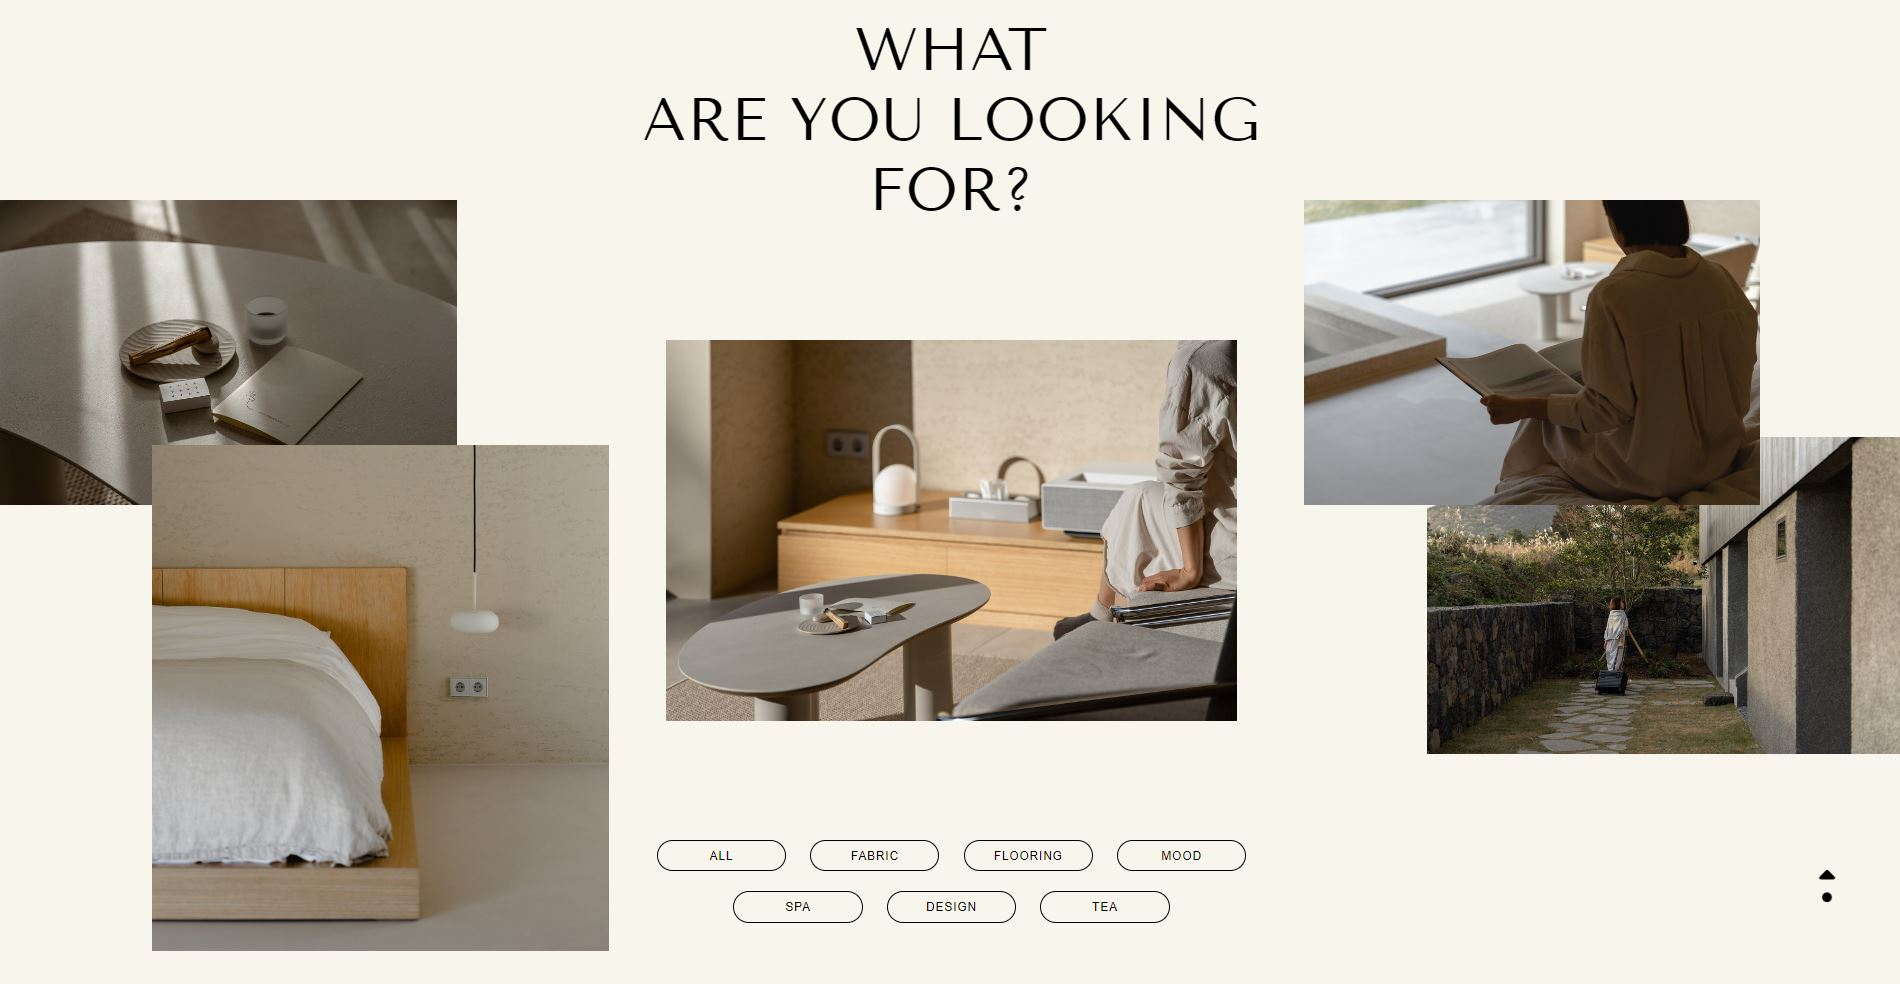 WHAT
ARE YOU LOOKING
FOR?
ALL
FABRIC
FLOORING
MOOD
SPA
DESIGN
TEA